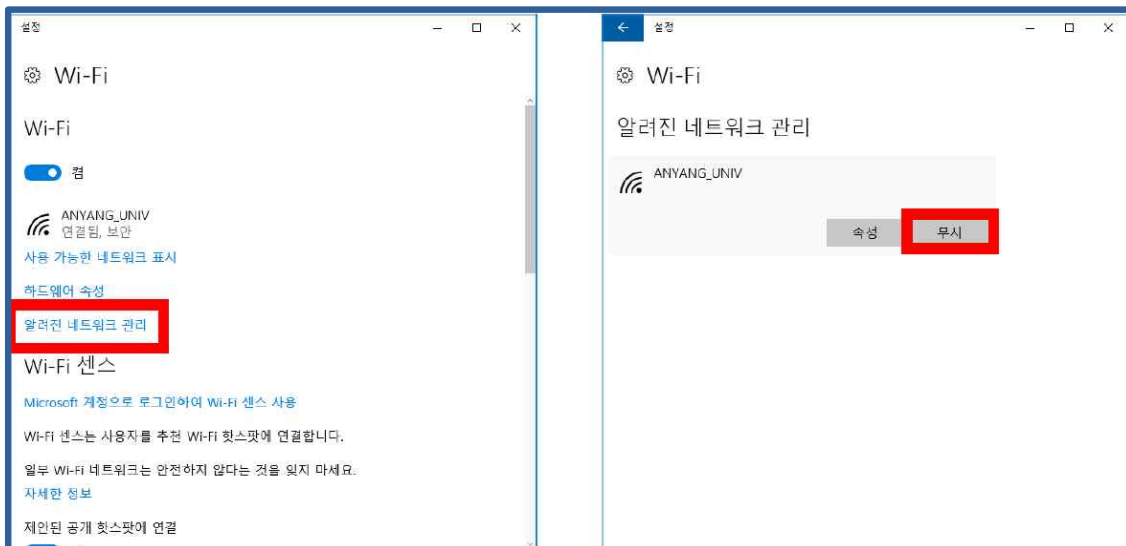 설정
Wi-Fi
Wi-Fi
켬
ANYANG_UNIV
연결됨, 보안
사용 가능한 네트워크 표시
하드웨어 속성
알려진 네트워크 관리
Wi-Fi 센스
Microsoft 계정으로 로그인하여 Wi-Fi 센스 사용
Wi-Fi 센스는 사용자를 추천 Wi-Fi 핫스팟에 연결합니다.
일부 Wi-Fi 네트워크는 안전하지 않다는 것을 잊지 마세요.
자세한 정보
제안된 공개 핫스팟에 연결
설정
Wi-Fi
알려진 네트워크 관리
ANYANG_UNIV
속성
무시